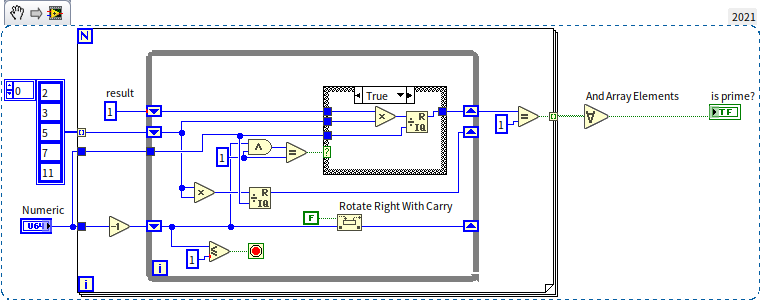 2021
N
0
2
3
5
7
11
result
1
True
And Array Elements
is prime?
TF
R
IQ
1
1
?
R
IQ
Numeric
U64
-1
Rotate Right With Carry
F
1
i
i